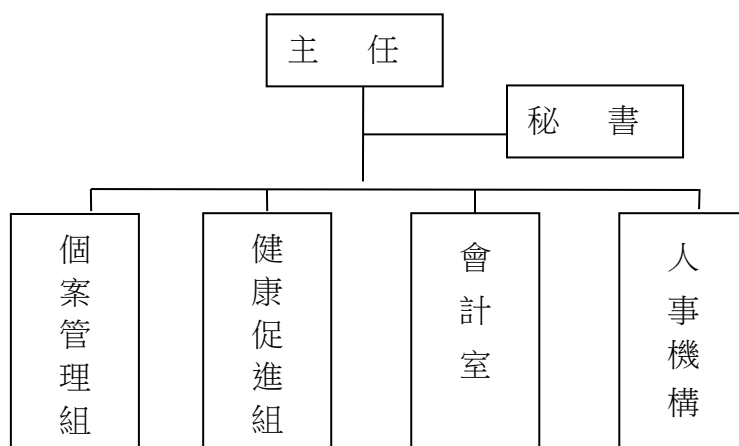 主 任
秘 書
個案管理組
健康促進組
會計室
人事機構